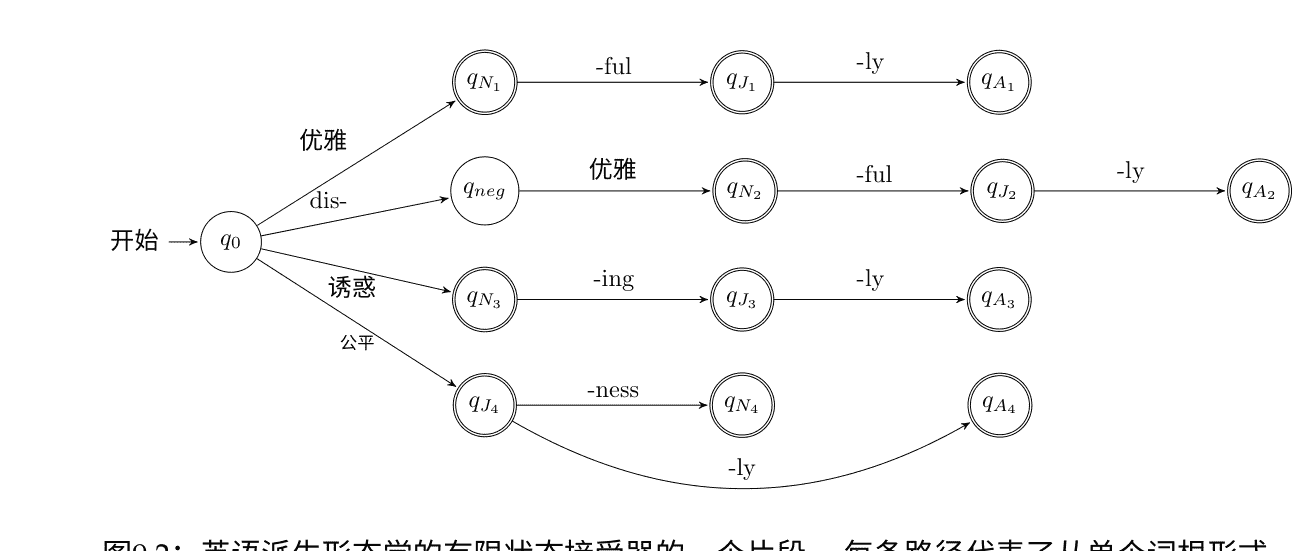 q_{N_1} -ful q_{J_1} -ly q_{A_1}
优雅
q_{neg} 优雅 q_{N_2} -ful q_{J_2} -ly q_{A_2}
dis-
开始 q_0
诱惑 q_{N_3} -ing q_{J_3} -ly q_{A_3}
公平
q_{J_4} -ness q_{N_4} q_{A_4}
-ly